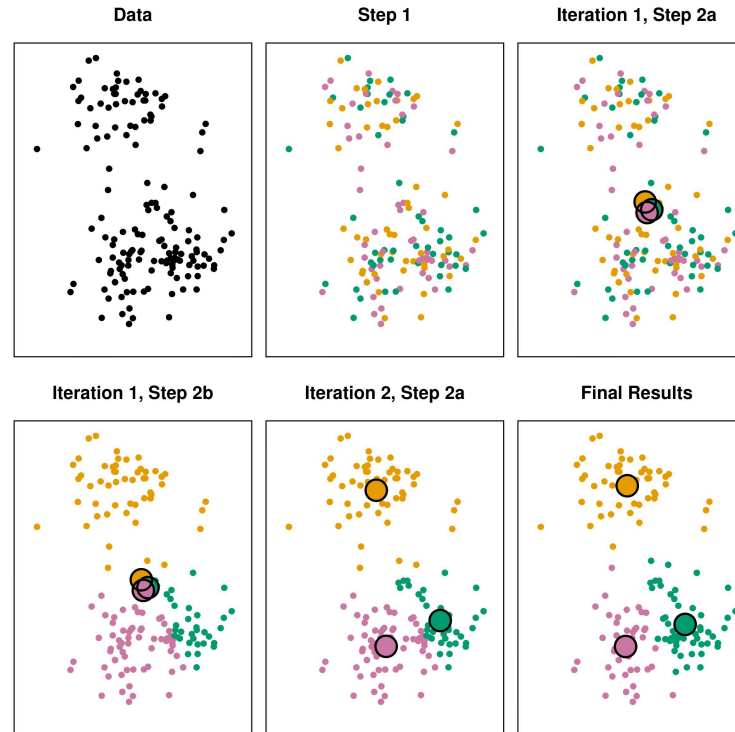 Data
Step 1
Iteration 1, Step 2a
Iteration 1, Step 2b
Iteration 2, Step 2a
Final Results